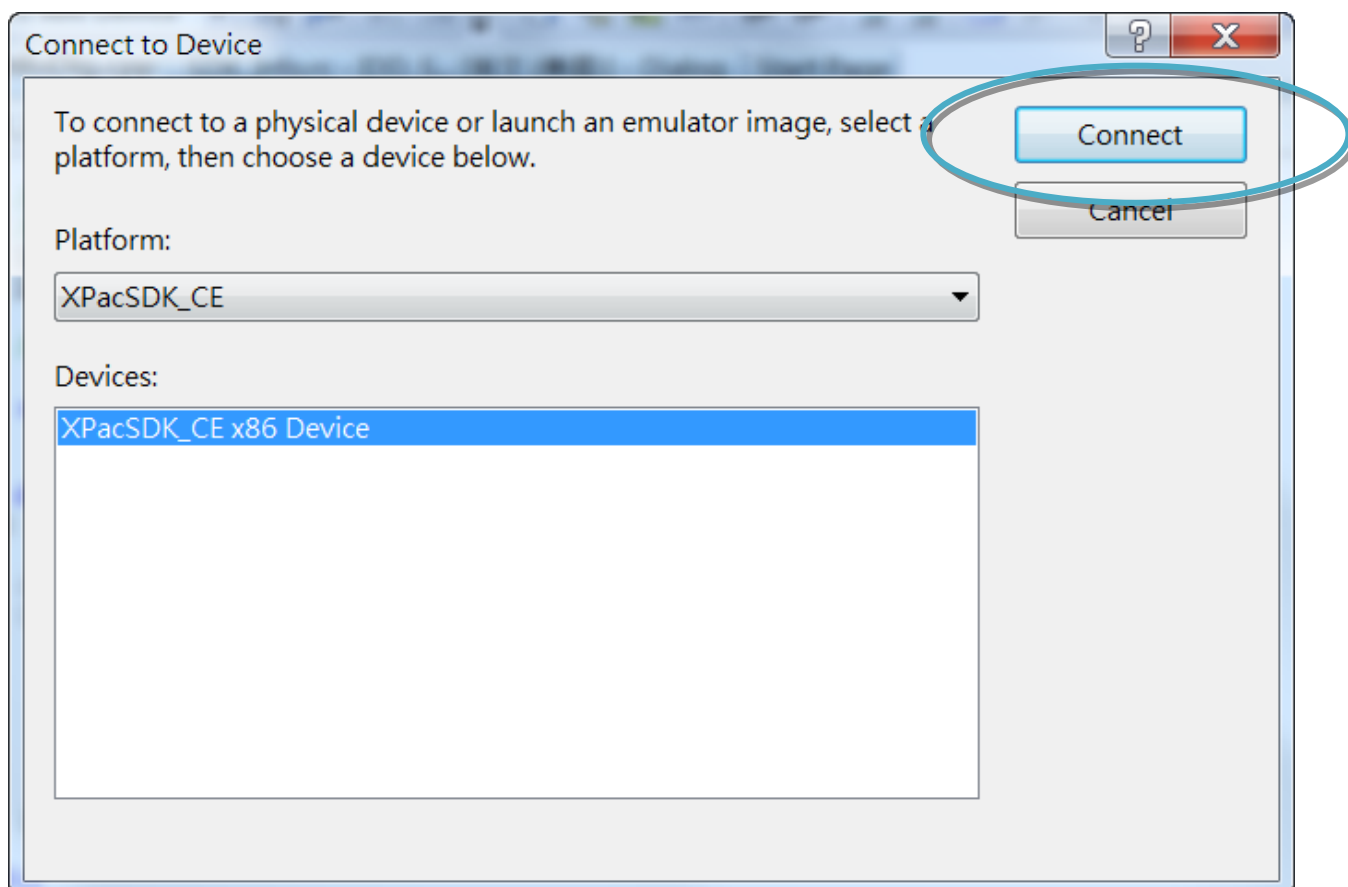 Connect to Device
To connect to a physical device or launch an emulator image, select a
platform, then choose a device below.
Connect
Cancel
Platform:
XPacSDK_CE
Devices:
XPacSDK_CE x86 Device